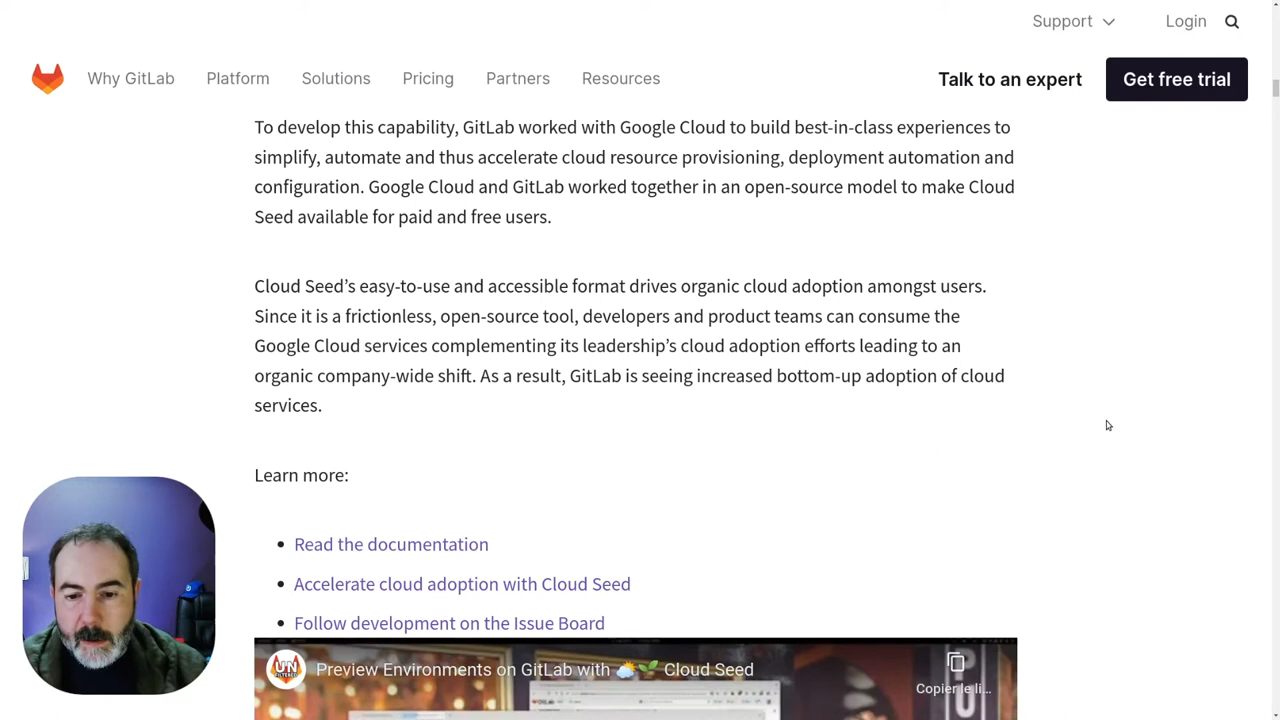 Support
Login
Why GitLab
Platform
Solutions
Pricing
Partners
Resources
Talk to an expert
Get free trial
To develop this capability, GitLab worked with Google Cloud to build best-in-class experiences to
simplify, automate and thus accelerate cloud resource provisioning, deployment automation and
configuration. Google Cloud and GitLab worked together in an open-source model to make Cloud
Seed available for paid and free users.
Cloud Seed’s easy-to-use and accessible format drives organic cloud adoption amongst users.
Since it is a frictionless, open-source tool, developers and product teams can consume the
Google Cloud services complementing its leadership’s cloud adoption efforts leading to an
organic company-wide shift. As a result, GitLab is seeing increased bottom-up adoption of cloud
services.
Learn more:
Read the documentation
Accelerate cloud adoption with Cloud Seed
Follow development on the Issue Board
Preview Environments on GitLab with ⛅🌱 Cloud Seed
Copier le li...